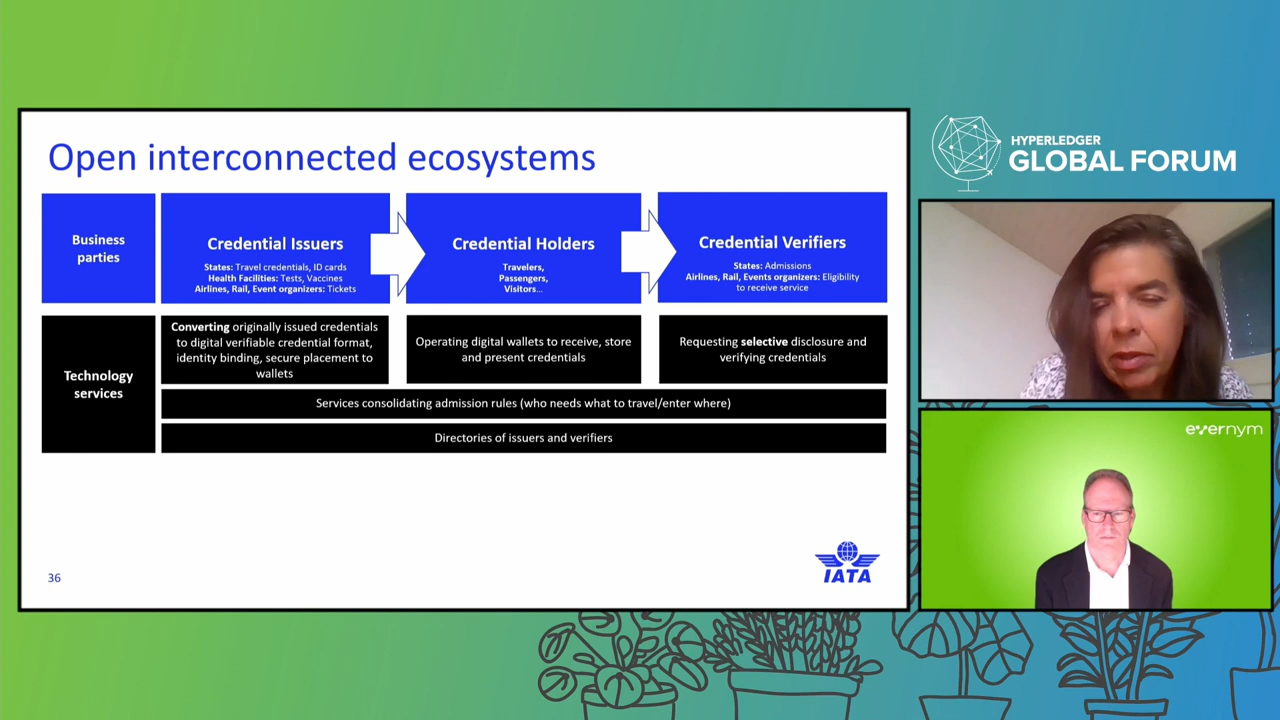 Open interconnected ecosystems
Business
parties
Credential Issuers
States: Travel credentials, ID cards
Health Facilities: Tests, Vaccines
Airlines, Rail, Event organizers: Tickets
Credential Holders
Travelers,
Passengers,
Visitors...
Credential Verifiers
States: Admissions
Airlines, Rail, Events organizers: Eligibility
to receive service
Technology
services
Converting originally issued credentials
to digital verifiable credential format,
identity binding, secure placement to
wallets
Operating digital wallets to receive, store
and present credentials
Requesting selective disclosure and
verifying credentials
Services consolidating admission rules (who needs what to travel/enter where)
Directories of issuers and verifiers
36
IATA
HYPERLEDGER
GLOBAL FORUM
evernym